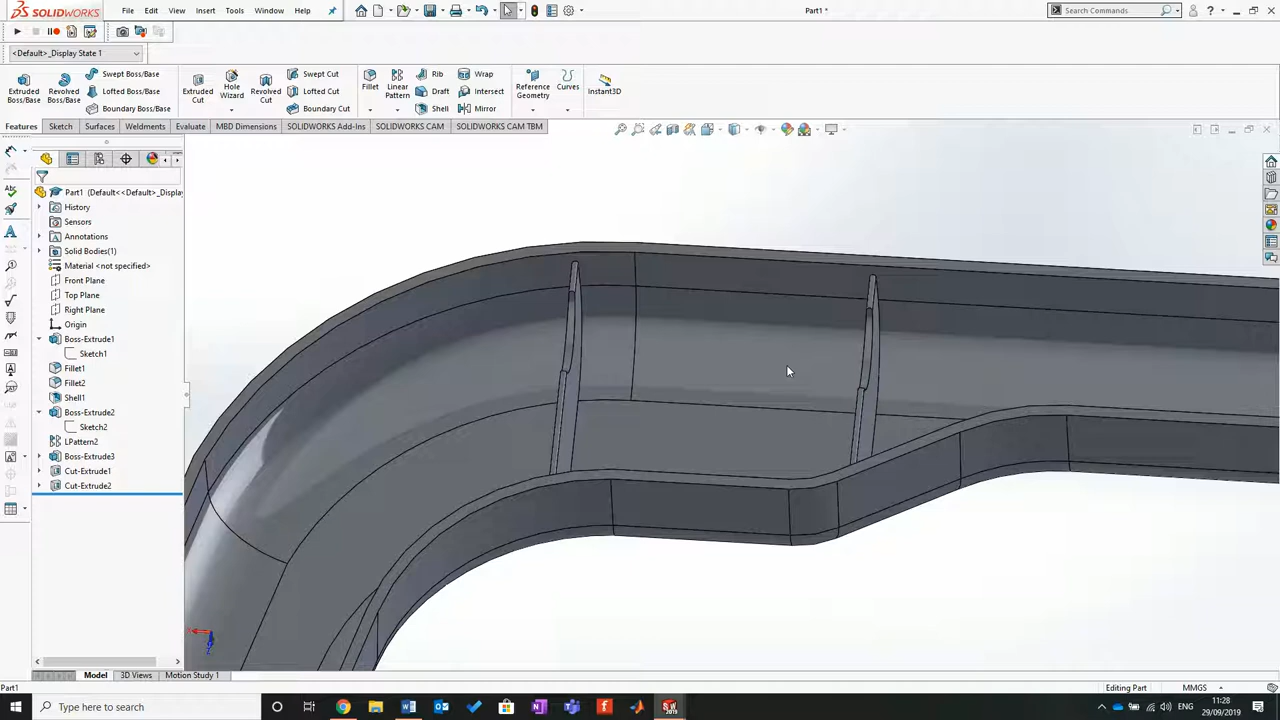 SOLIDWORKS File Edit View Insert Tools Window Help Part1 * Search Commands
<Default>_Display State 1
Extruded Boss/Base Revolved Boss/Base Swept Boss/Base Lofted Boss/Base Boundary Boss/Base Extruded Cut Hole Wizard Revolved Cut Swept Cut Lofted Cut Boundary Cut Fillet Linear Pattern Rib Draft Shell Wrap Intersect Mirror Reference Geometry Curves Instant3D
Features Sketch Surfaces Weldments Evaluate MBD Dimensions SOLIDWORKS Add-Ins SOLIDWORKS CAM SOLIDWORKS CAM TBM
Part1 (Default<<Default>_Display
History
Sensors
Annotations
Solid Bodies(1)
Material <not specified>
Front Plane
Top Plane
Right Plane
Origin
Boss-Extrude1
Sketch1
Fillet1
Fillet2
Shell1
Boss-Extrude2
Sketch2
LPattern2
Boss-Extrude3
Cut-Extrude1
Cut-Extrude2
Model 3D Views Motion Study 1
Part1 Editing Part MMGS
Type here to search ENG 11:28
29/09/2019